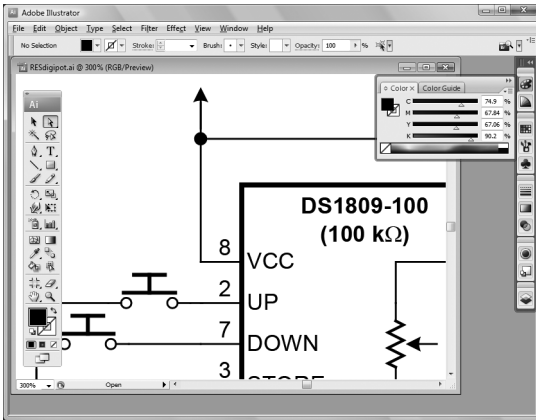 Adobe Illustrator
File Edit Object Type Select Filter Effect View Window Help
No Selection Stroke: Brush: Style: Opacity: 100 %
RESdigipot.ai @ 300% (RGB/Preview)
Color × Color Guide
C 74.9 %
M 67.84 %
Y 67.06 %
K 90.2 %
Ai
DS1809-100
(100 kΩ)
8 VCC
2 UP
7 DOWN
3 STORE
300% Open